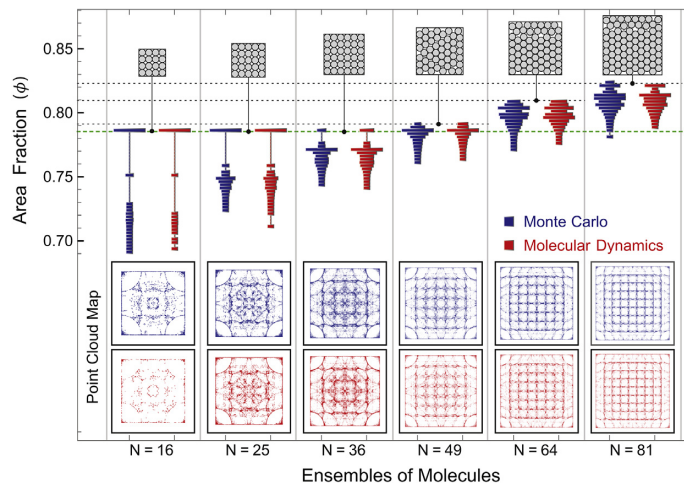 Area Fraction (ϕ)
0.85
0.80
0.75
0.70
Monte Carlo
Molecular Dynamics
Point Cloud Map
N = 16
N = 25
N = 36
N = 49
N = 64
N = 81
Ensembles of Molecules